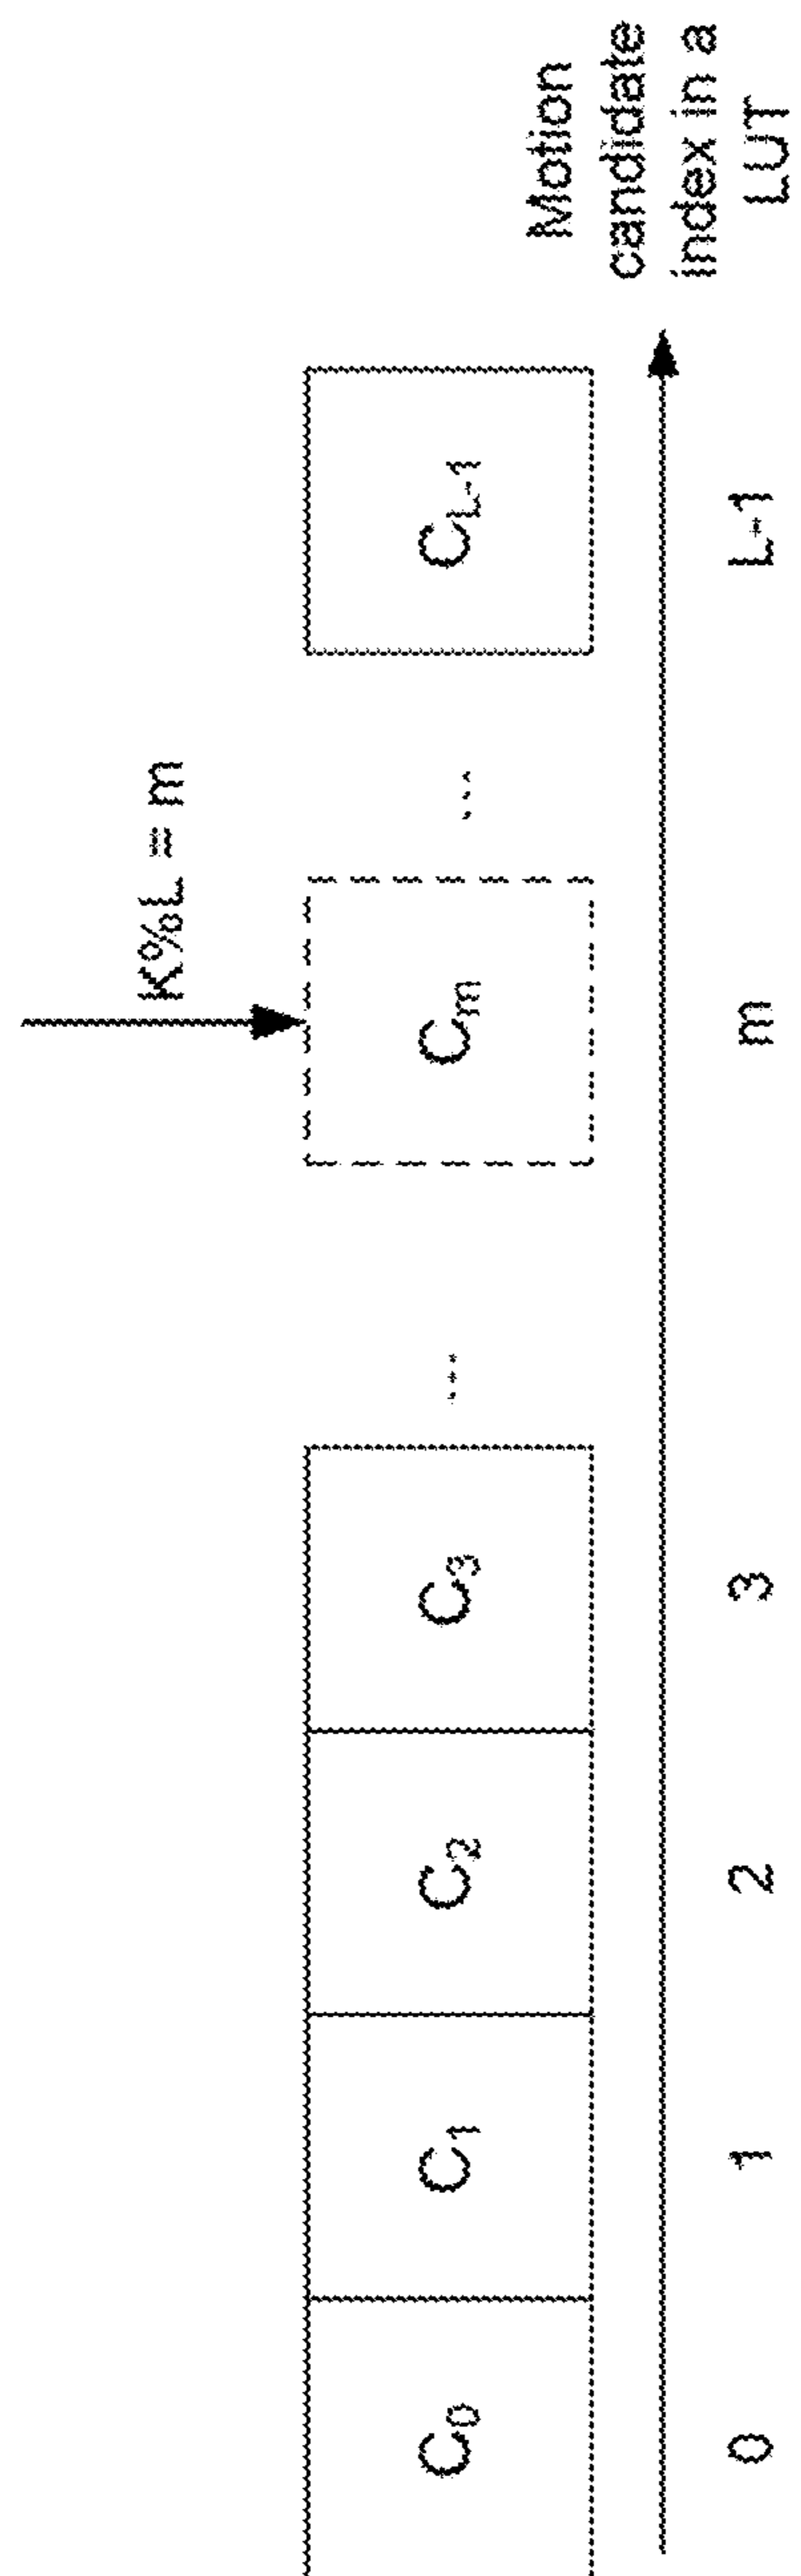 K%L = m
C0
C1
C2
C3
...
Cm
...
CL-1
0
1
2
3
m
L-1
Motion
candidate
index in a
LUT